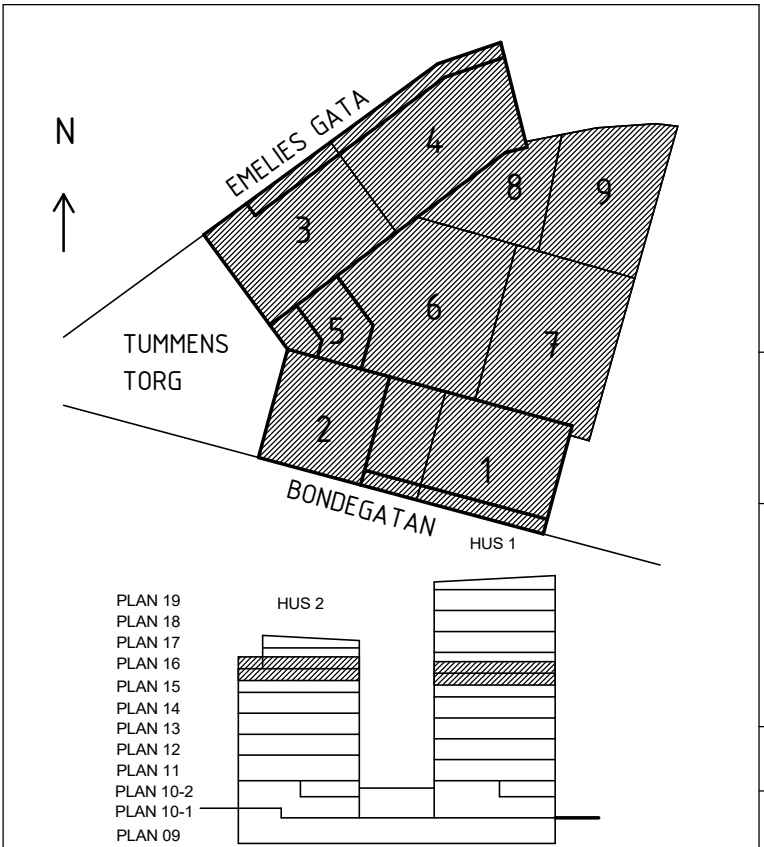 N
EMELIES GATA
4
8
9
3
6
5
7
TUMMENS
TORG
2
1
BONDEGATAN
HUS 1
HUS 2
PLAN 19
PLAN 18
PLAN 17
PLAN 16
PLAN 15
PLAN 14
PLAN 13
PLAN 12
PLAN 11
PLAN 10-2
PLAN 10-1
PLAN 09